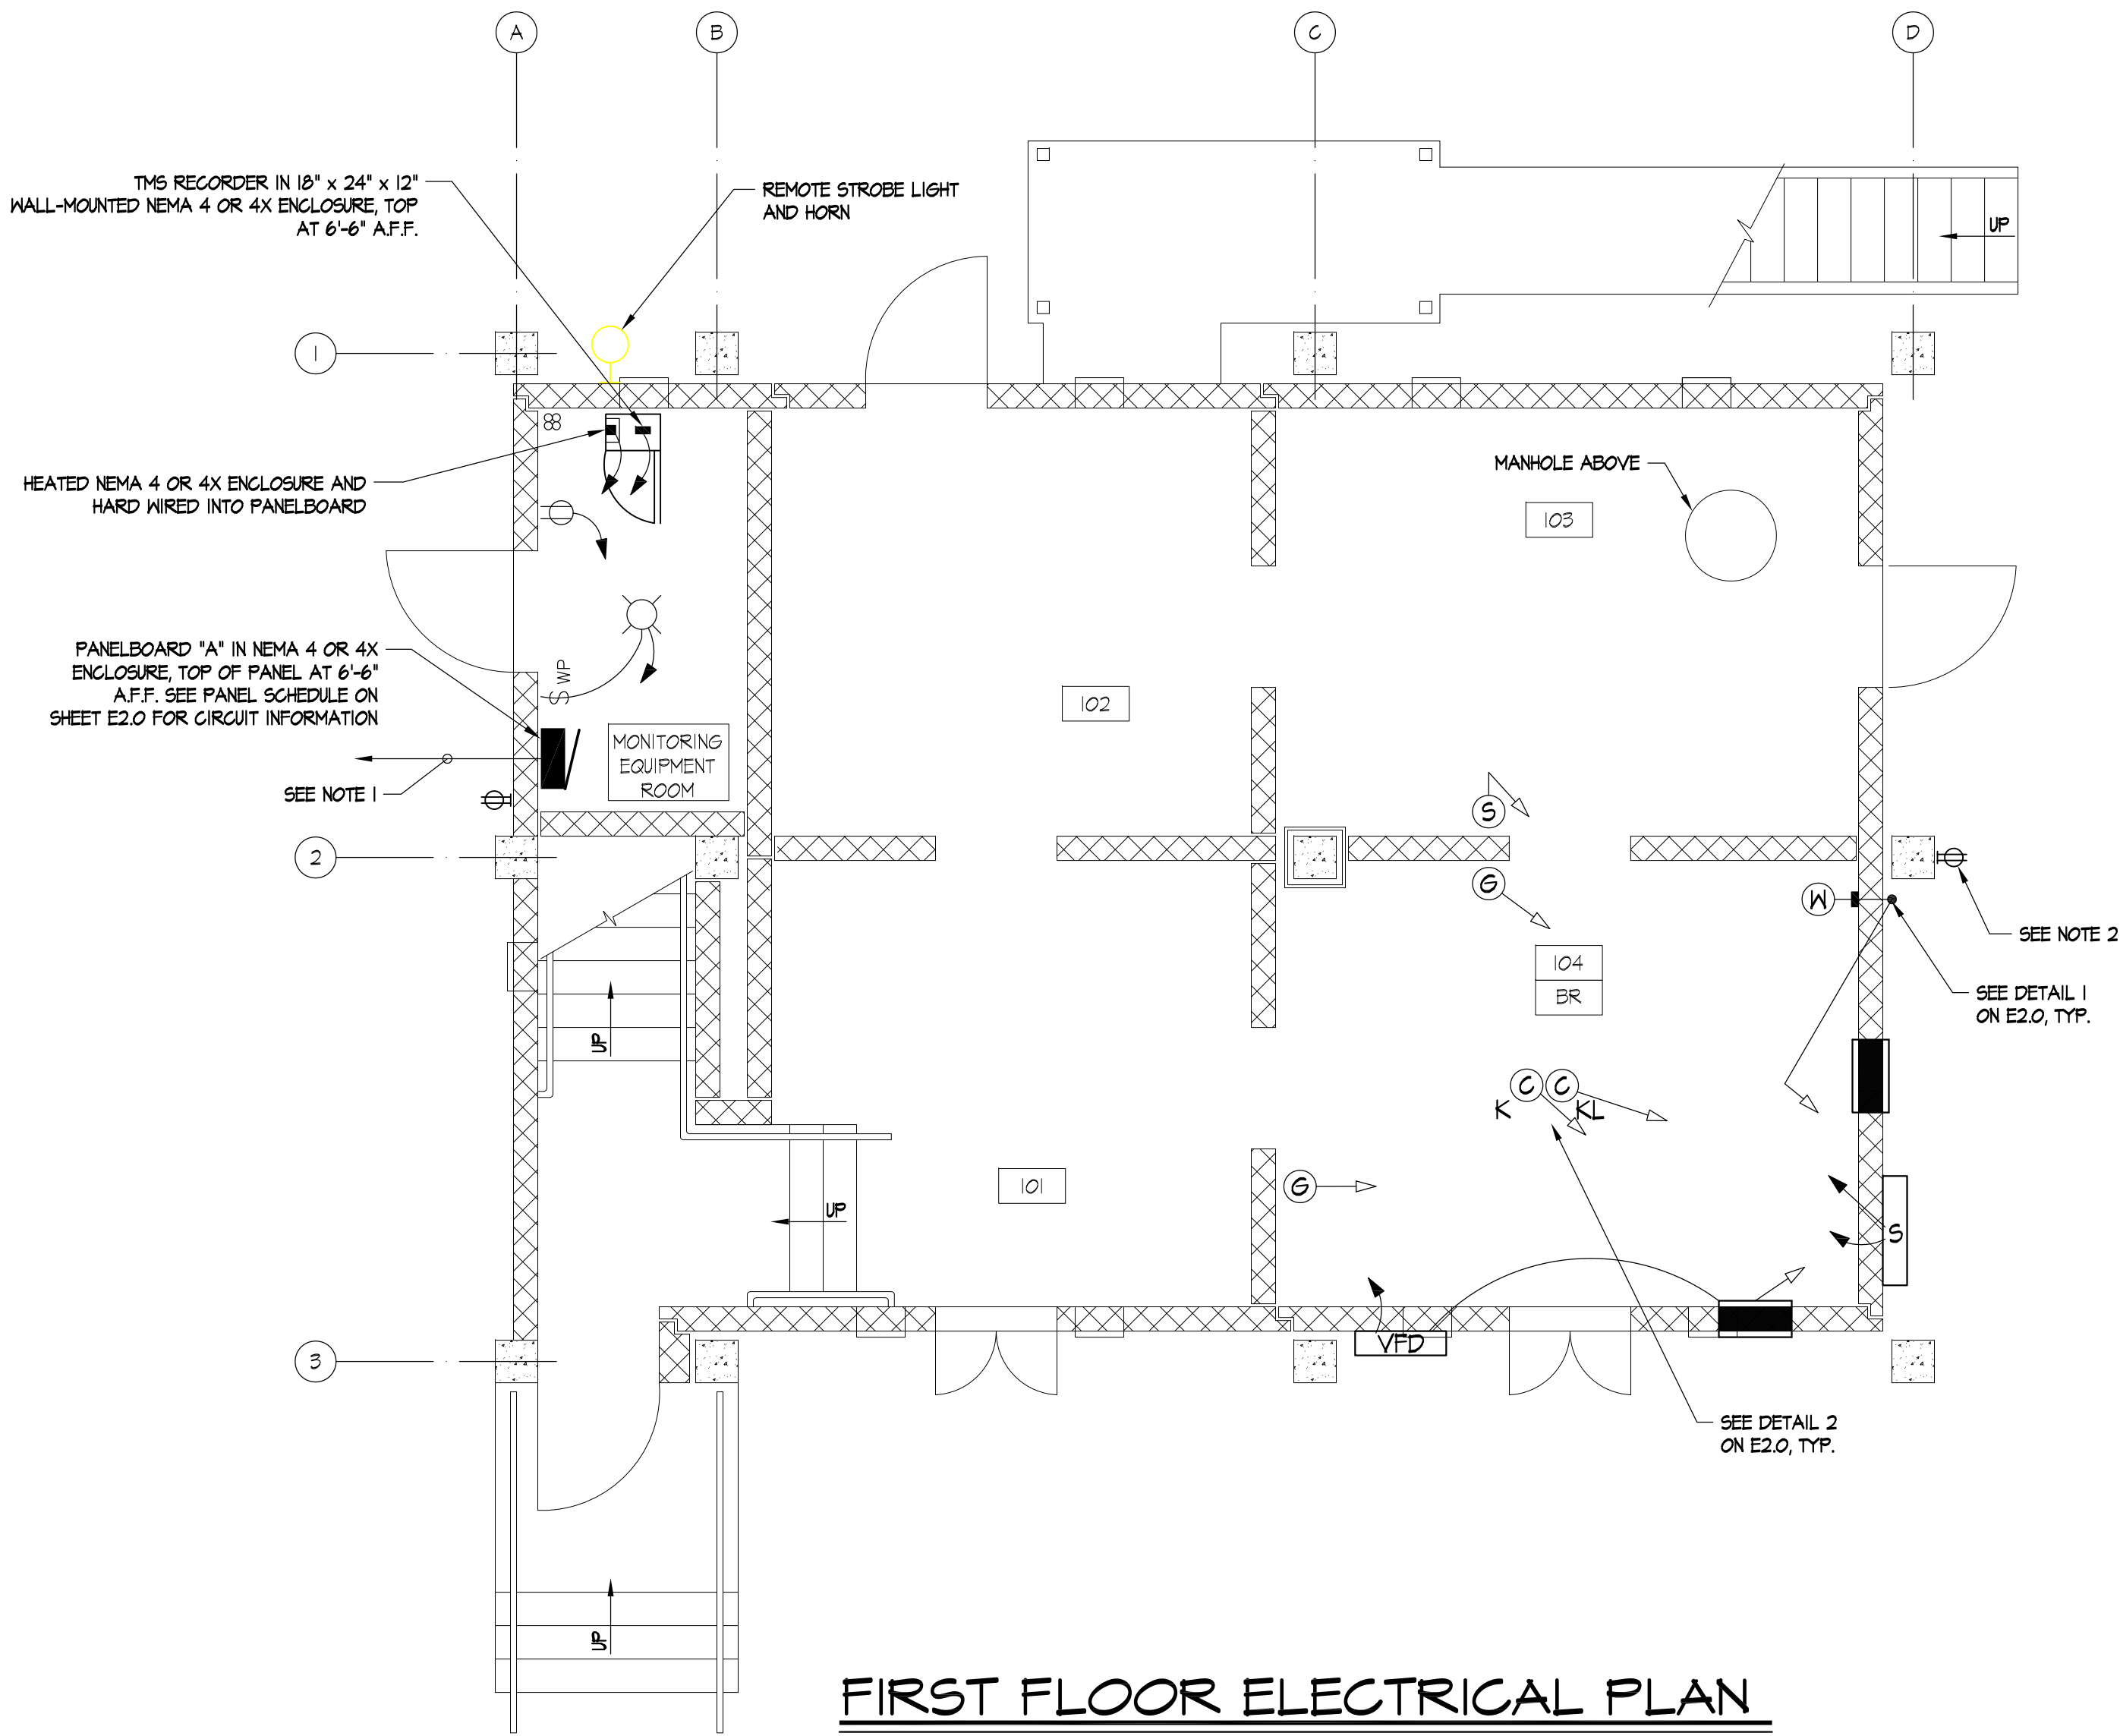 A
B
C
D
TMS RECORDER IN 18" x 24" x 12"
WALL-MOUNTED NEMA 4 OR 4X ENCLOSURE, TOP
AT 6'-6" A.F.F.
REMOTE STROBE LIGHT
AND HORN
UP
1
HEATED NEMA 4 OR 4X ENCLOSURE AND
HARD WIRED INTO PANELBOARD
MANHOLE ABOVE
103
PANELBOARD "A" IN NEMA 4 OR 4X
ENCLOSURE, TOP OF PANEL AT 6'-6"
A.F.F. SEE PANEL SCHEDULE ON
SHEET E2.0 FOR CIRCUIT INFORMATION
S WP
102
MONITORING
EQUIPMENT
ROOM
SEE NOTE 1
S
2
G
W
SEE NOTE 2
104
BR
SEE DETAIL 1
ON E2.0, TYP.
UP
C
C
K
KL
101
G
UP
S
VFD
3
SEE DETAIL 2
ON E2.0, TYP.
UP
FIRST FLOOR ELECTRICAL PLAN